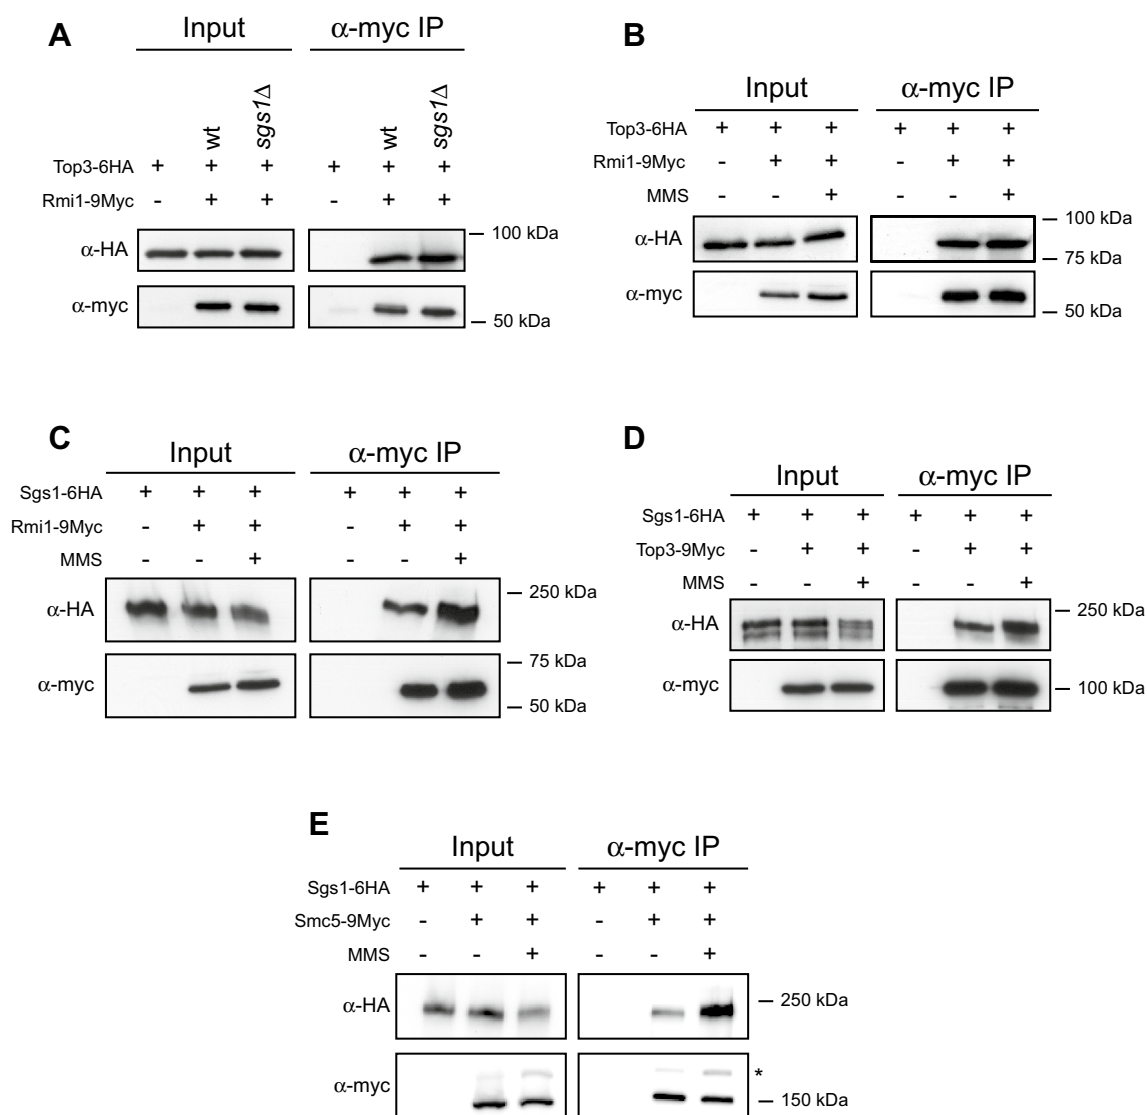 A
Input
α-myc IP
wt
sgs1Δ
wt
sgs1Δ
Top3-6HA + + + + + +
Rmi1-9Myc - + + - + +
α-HA
100 kDa
α-myc
50 kDa
B
Input
α-myc IP
Top3-6HA + + + + + +
Rmi1-9Myc - + + - + +
MMS - - + - - +
α-HA
100 kDa
75 kDa
α-myc
50 kDa
C
Input
α-myc IP
Sgs1-6HA + + + + + +
Rmi1-9Myc - + + - + +
MMS - - + - - +
α-HA
250 kDa
α-myc
75 kDa
50 kDa
D
Input
α-myc IP
Sgs1-6HA + + + + + +
Top3-9Myc - + + - + +
MMS - - + - - +
α-HA
250 kDa
α-myc
100 kDa
E
Input
α-myc IP
Sgs1-6HA + + + + + +
Smc5-9Myc - + + - + +
MMS - - + - - +
α-HA
250 kDa
α-myc
*
150 kDa